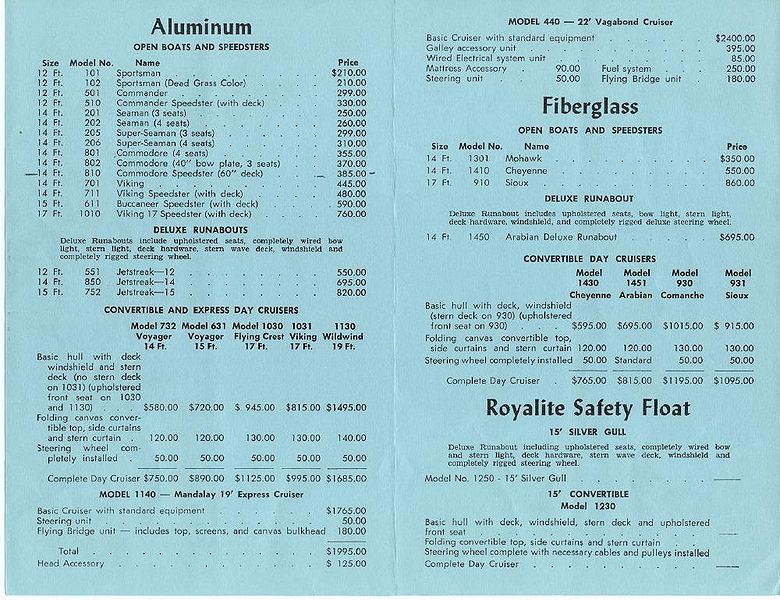 Aluminum
OPEN BOATS AND SPEEDSTERS
Size Model No. Name Price
12 Ft. 101 Sportsman $210.00
12 Ft. 102 Sportsman (Dead Grass Color) 210.00
12 Ft. 501 Commander 299.00
12 Ft. 510 Commander Speedster (with deck) 330.00
14 Ft. 201 Seaman (3 seats) 250.00
14 Ft. 202 Seaman (4 seats) 260.00
14 Ft. 205 Super-Seaman (3 seats) 299.00
14 Ft. 206 Super-Seaman (4 seats) 310.00
14 Ft. 801 Commodore (4 seats) 355.00
14 Ft. 802 Commodore (40" bow plate, 3 seats) 370.00
14 Ft. 810 Commodore Speedster (60" deck) 385.00
14 Ft. 701 Viking 445.00
14 Ft. 711 Viking Speedster (with deck) 480.00
15 Ft. 611 Buccaneer Speedster (with deck) 590.00
17 Ft. 1010 Viking 17 Speedster (with deck) 760.00
DELUXE RUNABOUTS
Deluxe Runabouts include upholstered seats, completely wired bow
light, stern light, deck hardware, stern wave deck, windshield and
completely rigged steering wheel.
12 Ft. 551 Jetstreak—12 550.00
14 Ft. 850 Jetstreak—14 695.00
15 Ft. 752 Jetstreak—15 820.00
CONVERTIBLE AND EXPRESS DAY CRUISERS
Model 732 Model 631 Model 1030 1031 1130
Voyager Voyager Flying Crest Viking Wildwind
14 Ft. 15 Ft. 17 Ft. 17 Ft. 19 Ft.
Basic hull with deck
windshield and stern
deck (no stern deck
on 1031) (upholstered
front seat on 1030
and 1130) $580.00 $720.00 $ 945.00 $815.00 $1495.00
Folding canvas conver-
tible top, side curtains
and stern curtain 120.00 120.00 130.00 130.00 140.00
Steering wheel com-
pletely installed 50.00 50.00 50.00 50.00 50.00
Complete Day Cruiser $750.00 $890.00 $1125.00 $995.00 $1685.00
MODEL 1140 — Mandalay 19' Express Cruiser
Basic Cruiser with standard equipment $1765.00
Steering unit 50.00
Flying Bridge unit — includes top, screens, and canvas bulkhead 180.00
Total $1995.00
Head Accessory $ 125.00
MODEL 440 — 22' Vagabond Cruiser
Basic Cruiser with standard equipment $2400.00
Galley accessory unit 395.00
Wired Electrical system unit 85.00
Mattress Accessory 90.00 Fuel system 250.00
Steering unit 50.00 Flying Bridge unit 180.00
Fiberglass
OPEN BOATS AND SPEEDSTERS
Size Model No. Name Price
14 Ft. 1301 Mohawk $350.00
14 Ft. 1410 Cheyenne 550.00
17 Ft. 910 Sioux 860.00
DELUXE RUNABOUT
Deluxe Runabout includes upholstered seats, bow light, stern light,
deck hardware, windshield, and completely rigged deluxe steering wheel.
14 Ft. 1450 Arabian Deluxe Runabout $695.00
CONVERTIBLE DAY CRUISERS
Model Model Model Model
1430 1451 930 931
Cheyenne Arabian Comanche Sioux
Basic hull with deck, windshield
(stern deck on 930) (upholstered
front seat on 930) $595.00 $695.00 $1015.00 $ 915.00
Folding canvas convertible top,
side curtains and stern curtain 120.00 120.00 130.00 130.00
Steering wheel completely installed 50.00 Standard 50.00 50.00
Complete Day Cruiser $765.00 $815.00 $1195.00 $1095.00
Royalite Safety Float
15' SILVER GULL
Deluxe Runabout including upholstered seats, completely wired bow
and stern light, deck hardware, stern wave deck, windshield and
completely rigged steering wheel.
Model No. 1250 - 15' Silver Gull
15' CONVERTIBLE
Model 1230
Basic hull with deck, windshield, stern deck and upholstered
front seat
Folding convertible top, side curtains and stern curtain
Steering wheel complete with necessary cables and pulleys installed
Complete Day Cruiser